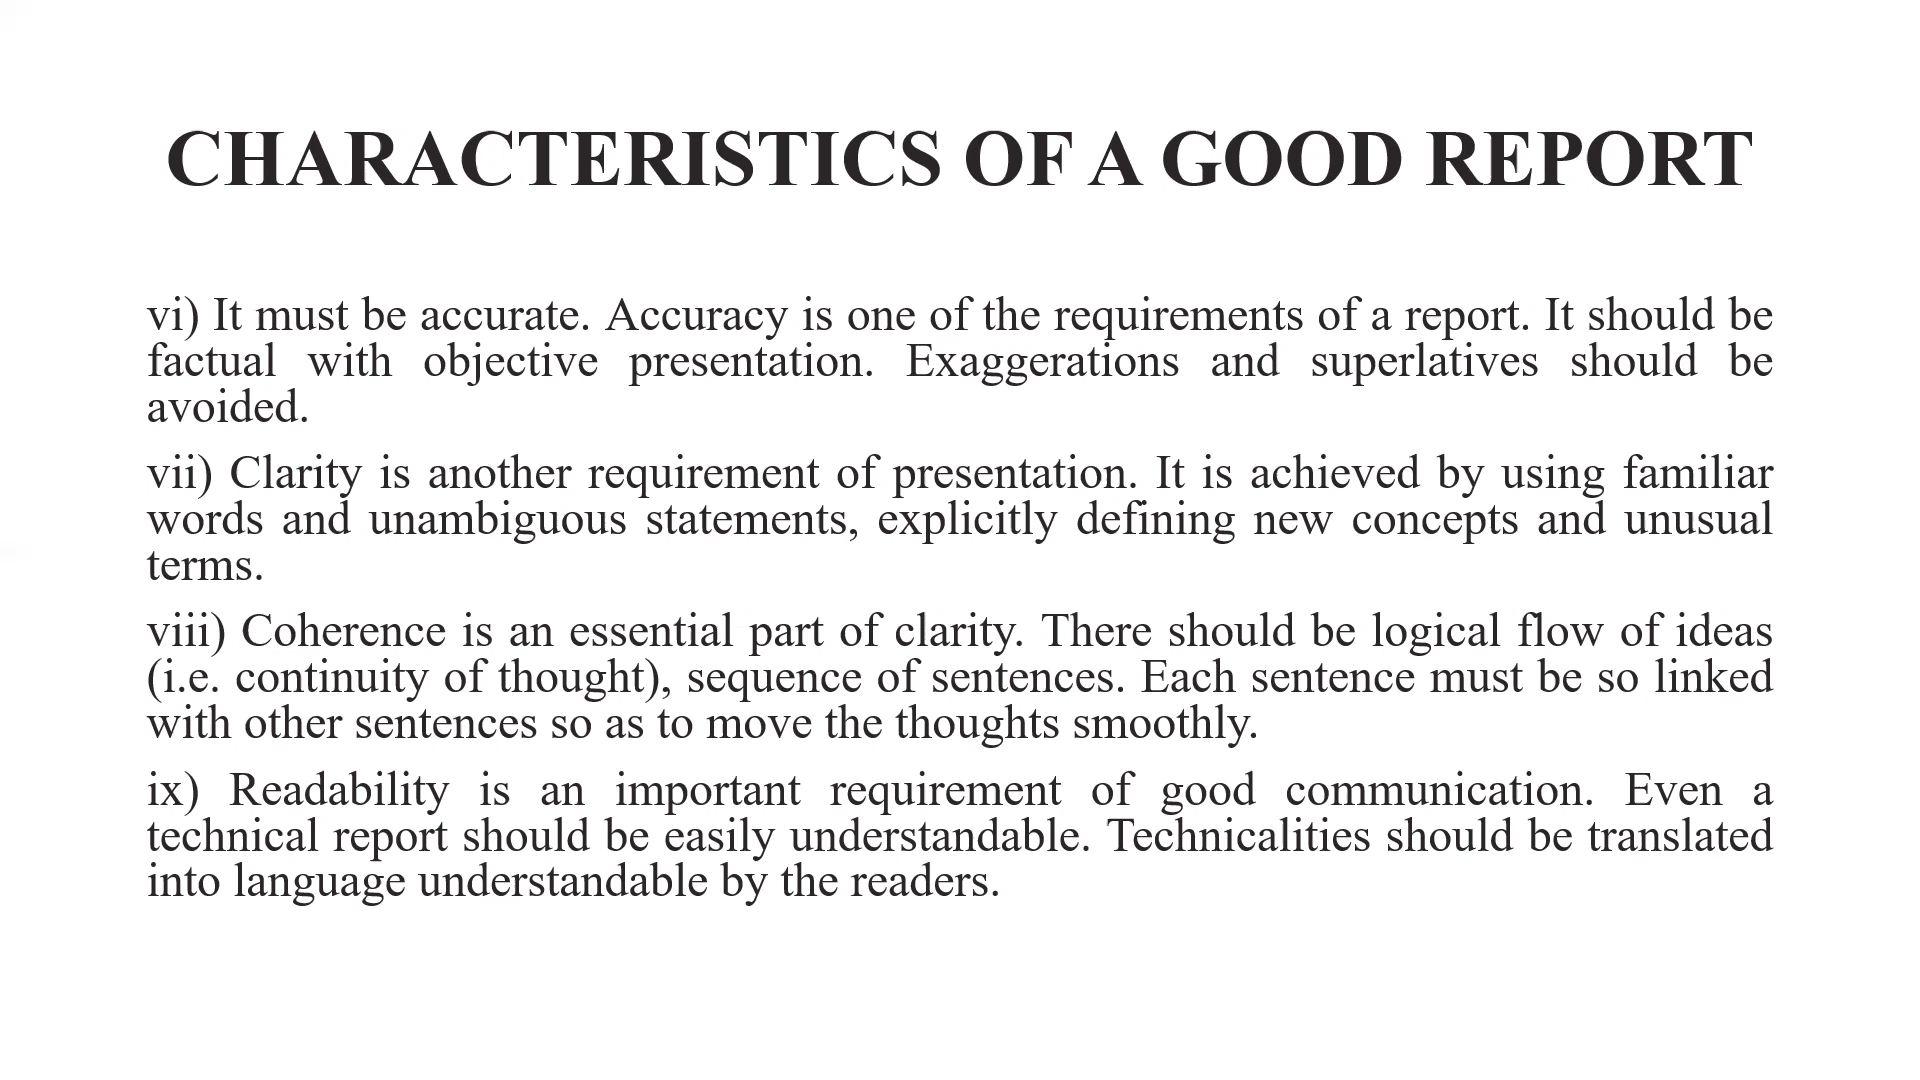 CHARACTERISTICS OF A GOOD REPORT
vi) It must be accurate. Accuracy is one of the requirements of a report. It should be
factual with objective presentation. Exaggerations and superlatives should be
avoided.
vii) Clarity is another requirement of presentation. It is achieved by using familiar
words and unambiguous statements, explicitly defining new concepts and unusual
terms.
viii) Coherence is an essential part of clarity. There should be logical flow of ideas
(i.e. continuity of thought), sequence of sentences. Each sentence must be so linked
with other sentences so as to move the thoughts smoothly.
ix) Readability is an important requirement of good communication. Even a
technical report should be easily understandable. Technicalities should be translated
into language understandable by the readers.